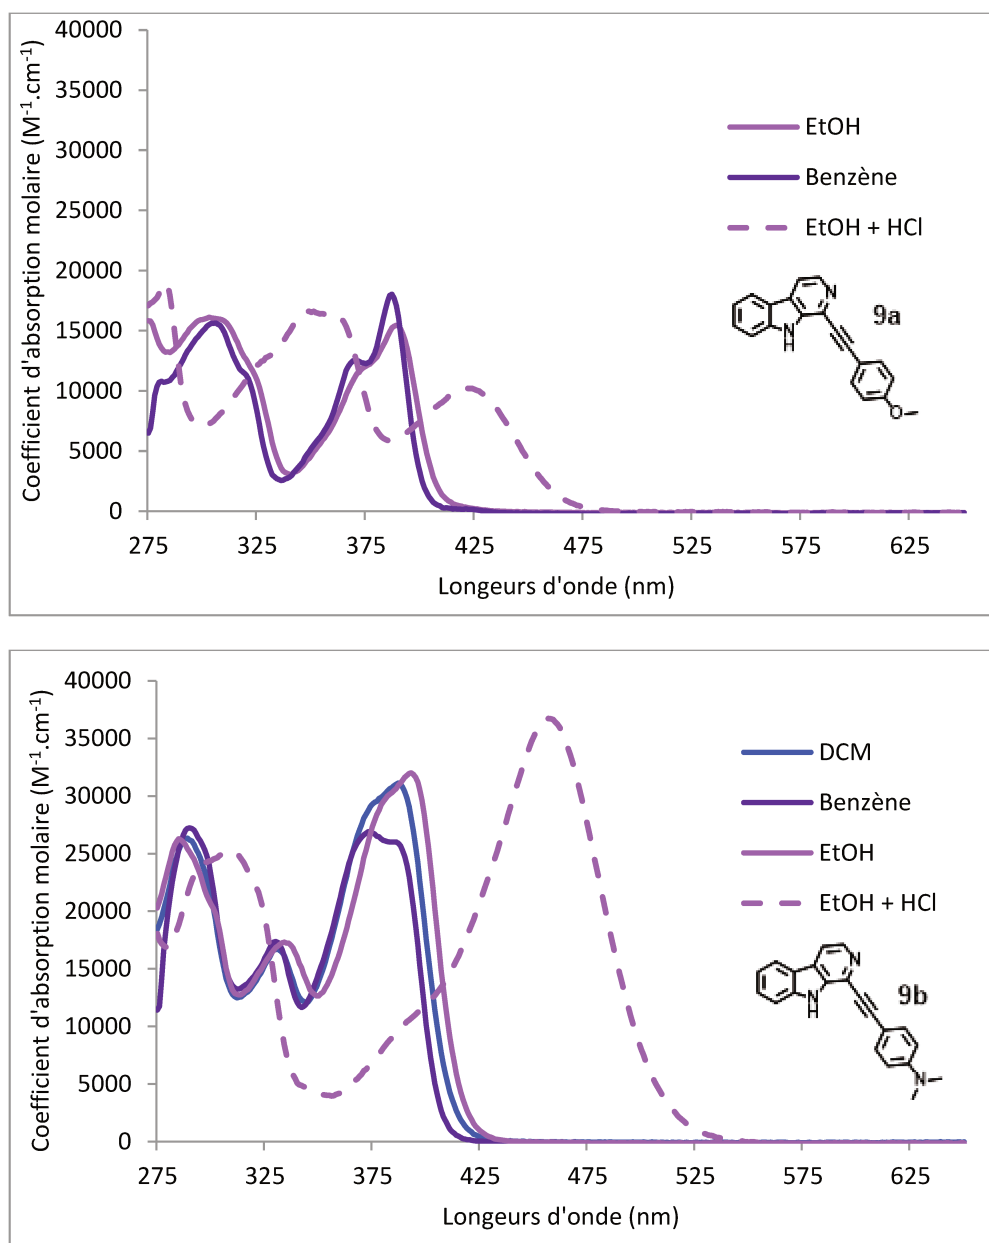 Coefficient d'absorption molaire (M-1.cm-1)
40000
35000
30000
25000
20000
15000
10000
5000
0
275 325 375 425 475 525 575 625
Longeurs d'onde (nm)
EtOH
Benzène
EtOH + HCl
9a
N
N
H
O
Coefficient d'absorption molaire (M-1.cm-1)
40000
35000
30000
25000
20000
15000
10000
5000
0
275 325 375 425 475 525 575 625
Longeurs d'onde (nm)
DCM
Benzène
EtOH
EtOH + HCl
9b
N
N
H
N